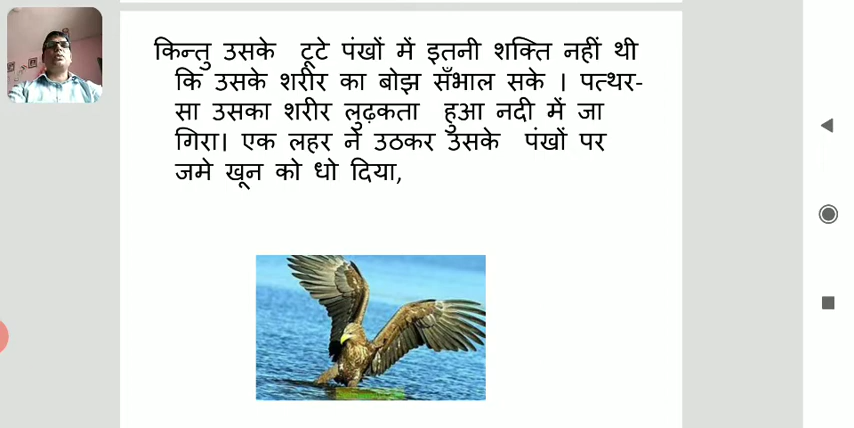 किन्तु उसके टूटे पंखों में इतनी शक्ति नहीं थी
कि उसके शरीर का बोझ सँभाल सके । पत्थर-
सा उसका शरीर लुढ़कता हुआ नदी में जा
गिरा। एक लहर ने उठकर उसके पंखों पर
जमे खून को धो दिया,